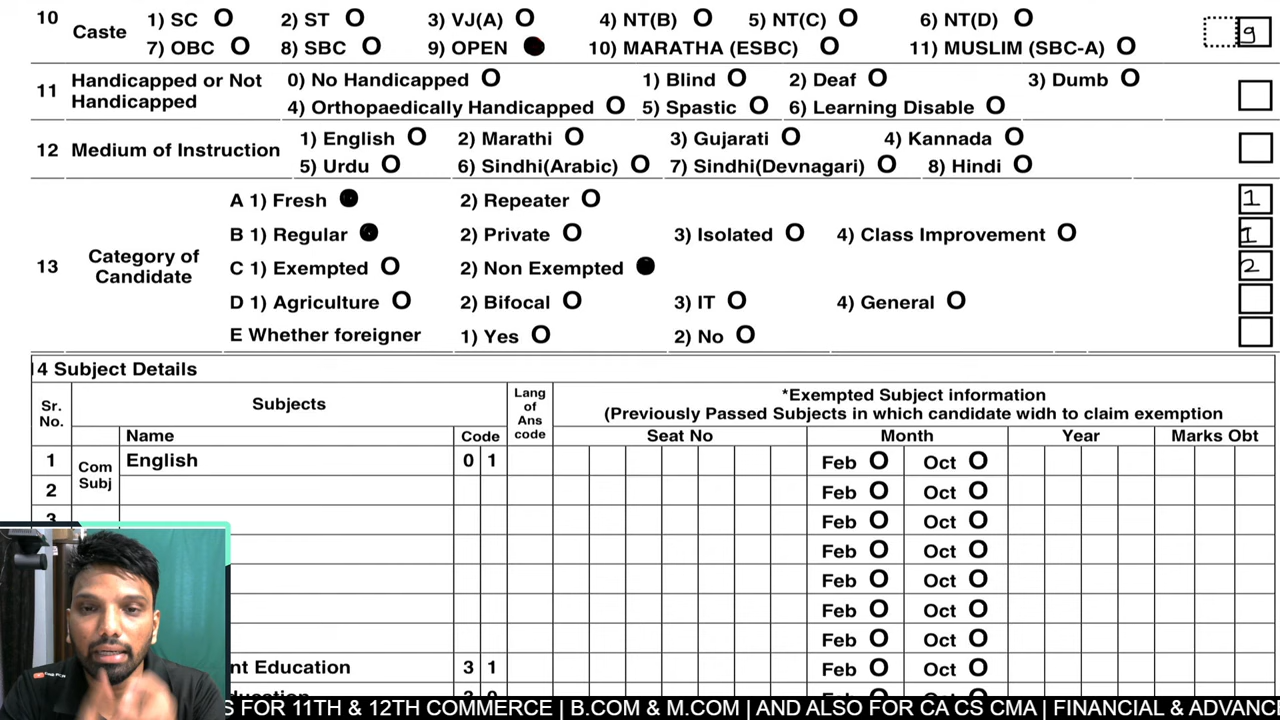 10 Caste 1) SC O 2) ST O 3) VJ(A) O 4) NT(B) O 5) NT(C) O 6) NT(D) O 9
7) OBC O 8) SBC O 9) OPEN 10) MARATHA (ESBC) O 11) MUSLIM (SBC-A) O
11 Handicapped or Not Handicapped 0) No Handicapped O 1) Blind O 2) Deaf O 3) Dumb O
4) Orthopaedically Handicapped O 5) Spastic O 6) Learning Disable O
12 Medium of Instruction 1) English O 2) Marathi O 3) Gujarati O 4) Kannada O
5) Urdu O 6) Sindhi(Arabic) O 7) Sindhi(Devnagari) O 8) Hindi O
13 Category of Candidate
A 1) Fresh 2) Repeater O 1
B 1) Regular 2) Private O 3) Isolated O 4) Class Improvement O 1
C 1) Exempted O 2) Non Exempted 2
D 1) Agriculture O 2) Bifocal O 3) IT O 4) General O
E Whether foreigner 1) Yes O 2) No O
14 Subject Details
Sr. No. Subjects Lang of Ans code *Exempted Subject information
(Previously Passed Subjects in which candidate widh to claim exemption
Name Code Seat No Month Year Marks Obt
1 Com Subj English 0 1 Feb O Oct O
2 Feb O Oct O
3 Feb O Oct O
Feb O Oct O
Feb O Oct O
Feb O Oct O
Feb O Oct O
nt Education 3 1 Feb O Oct O
S FOR 11TH & 12TH COMMERCE | B.COM & M.COM | AND ALSO FOR CA CS CMA | FINANCIAL & ADVANC